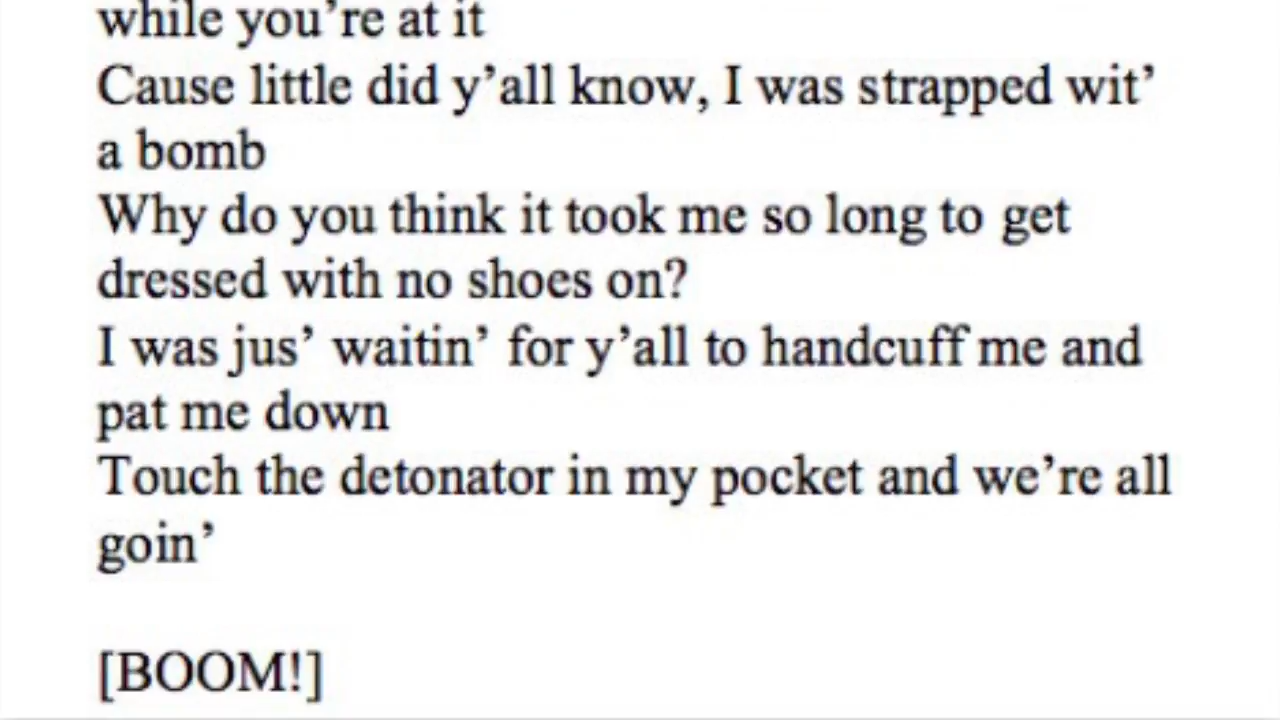 while you're at it
Cause little did y'all know, I was strapped wit'
a bomb
Why do you think it took me so long to get
dressed with no shoes on?
I was jus' waitin' for y'all to handcuff me and
pat me down
Touch the detonator in my pocket and we're all
goin'
[BOOM!]